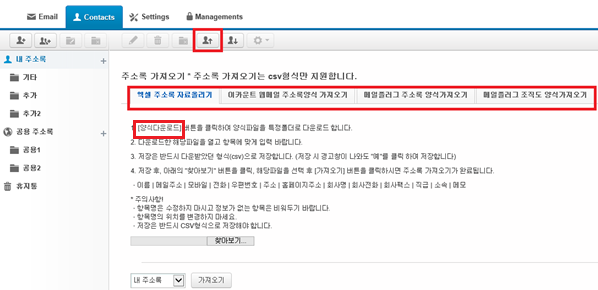 Email
Contacts
Settings
Managements
내 주소록
기타
추가
추가2
공용 주소록
공용1
공용2
휴지통
주소록 가져오기 * 주소록 가져오기는 csv형식만 지원합니다.
엑셀 주소록 자료올리기
이카운트 웹메일 주소록양식 가져오기
메일플러그 주소록 양식가져오기
메일플러그 조직도 양식가져오기
1. [양식다운로드] 버튼을 클릭하여 양식파일을 특정폴더로 다운로드 합니다.
2. 다운로드한 해당파일을 열고 항목에 맞게 입력 바랍니다.
3. 저장은 반드시 다운받았던 형식(csv)으로 저장합니다. (저장 시 경고창이 나와도 "예"를 클릭 하여 저장합니다)
4. 저장 후, 아래의 "찾아보기" 버튼을 클릭, 해당파일을 선택 후 [가져오기] 버튼을 클릭하시면 주소록 가져오기가 완료됩니다.
- 이름 | 메일주소 | 모바일 | 전화 | 우편번호 | 주소 | 홈페이지주소 | 회사명 | 회사전화 | 회사팩스 | 직급 | 소속 | 메모
* 주의사항!
- 항목명은 수정하지 마시고 정보가 없는 항목은 비워두기 바랍니다.
- 항목명의 위치를 변경하지 마세요.
- 저장은 반드시 CSV형식으로 저장해야 합니다.
찾아보기...
내 주소록
가져오기